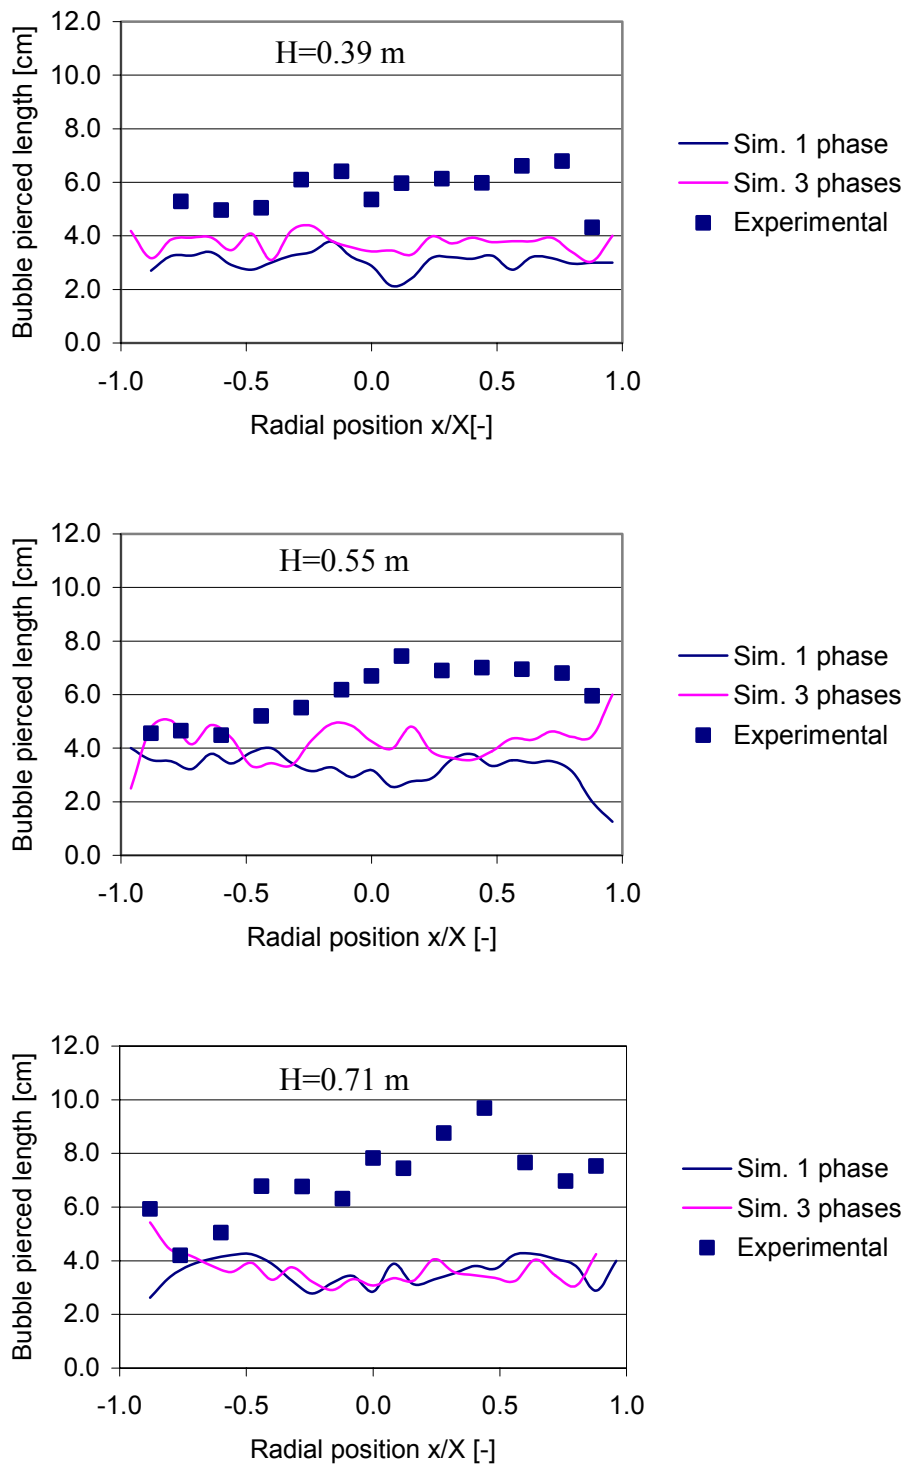 Bubble pierced length [cm]
12.0
10.0
8.0
6.0
4.0
2.0
0.0
H=0.39 m
-1.0 -0.5 0.0 0.5 1.0
Radial position x/X[-]
Sim. 1 phase
Sim. 3 phases
Experimental
Bubble pierced length [cm]
12.0
10.0
8.0
6.0
4.0
2.0
0.0
H=0.55 m
-1.0 -0.5 0.0 0.5 1.0
Radial position x/X [-]
Sim. 1 phase
Sim. 3 phases
Experimental
Bubble pierced length [cm]
12.0
10.0
8.0
6.0
4.0
2.0
0.0
H=0.71 m
-1.0 -0.5 0.0 0.5 1.0
Radial position x/X [-]
Sim. 1 phase
Sim. 3 phases
Experimental